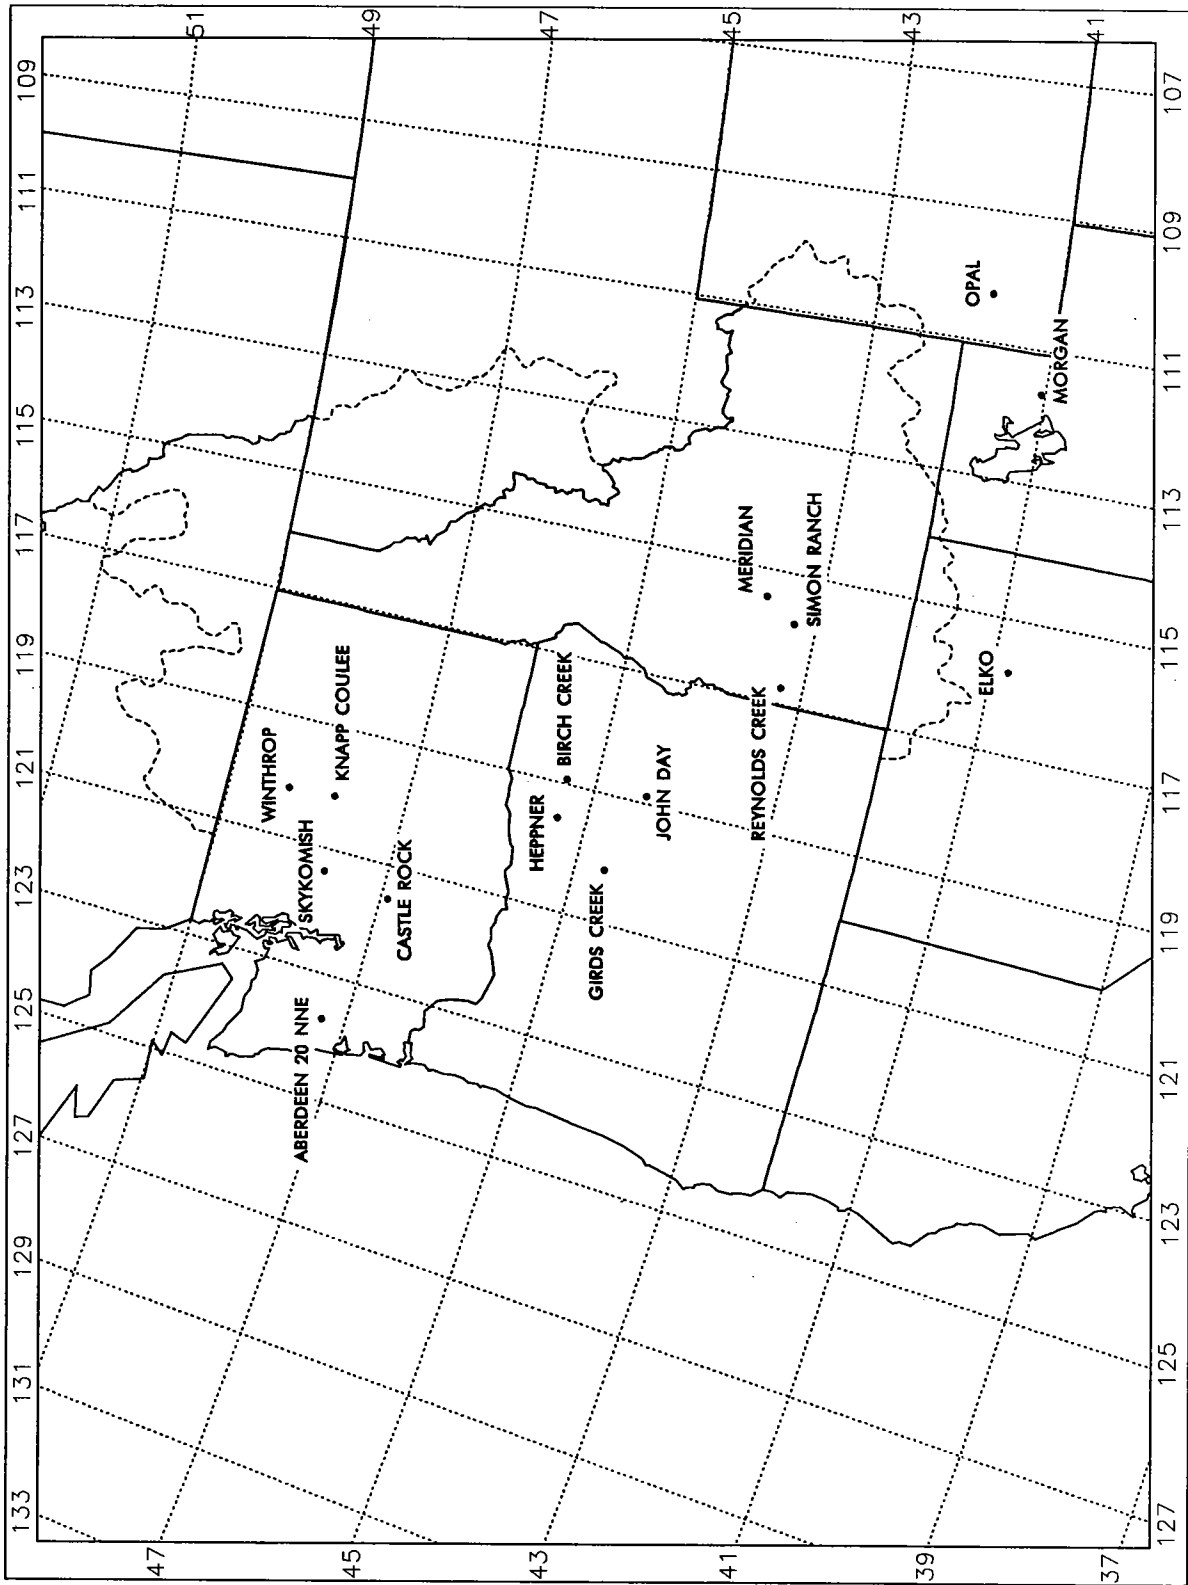 133
131
129
127
125
123
121
119
117
115
113
111
109
51
49
47
45
43
41
WINTHROP
KNAPP COULEE
SKYKOMISH
CASTLE ROCK
ABERDEEN 20 NNE
HEPPNER
BIRCH CREEK
JOHN DAY
GIRDS CREEK
MERIDIAN
SIMON RANCH
REYNOLDS CREEK
ELKO
OPAL
MORGAN
47
45
43
41
39
37
127
125
123
121
119
117
115
113
111
109
107